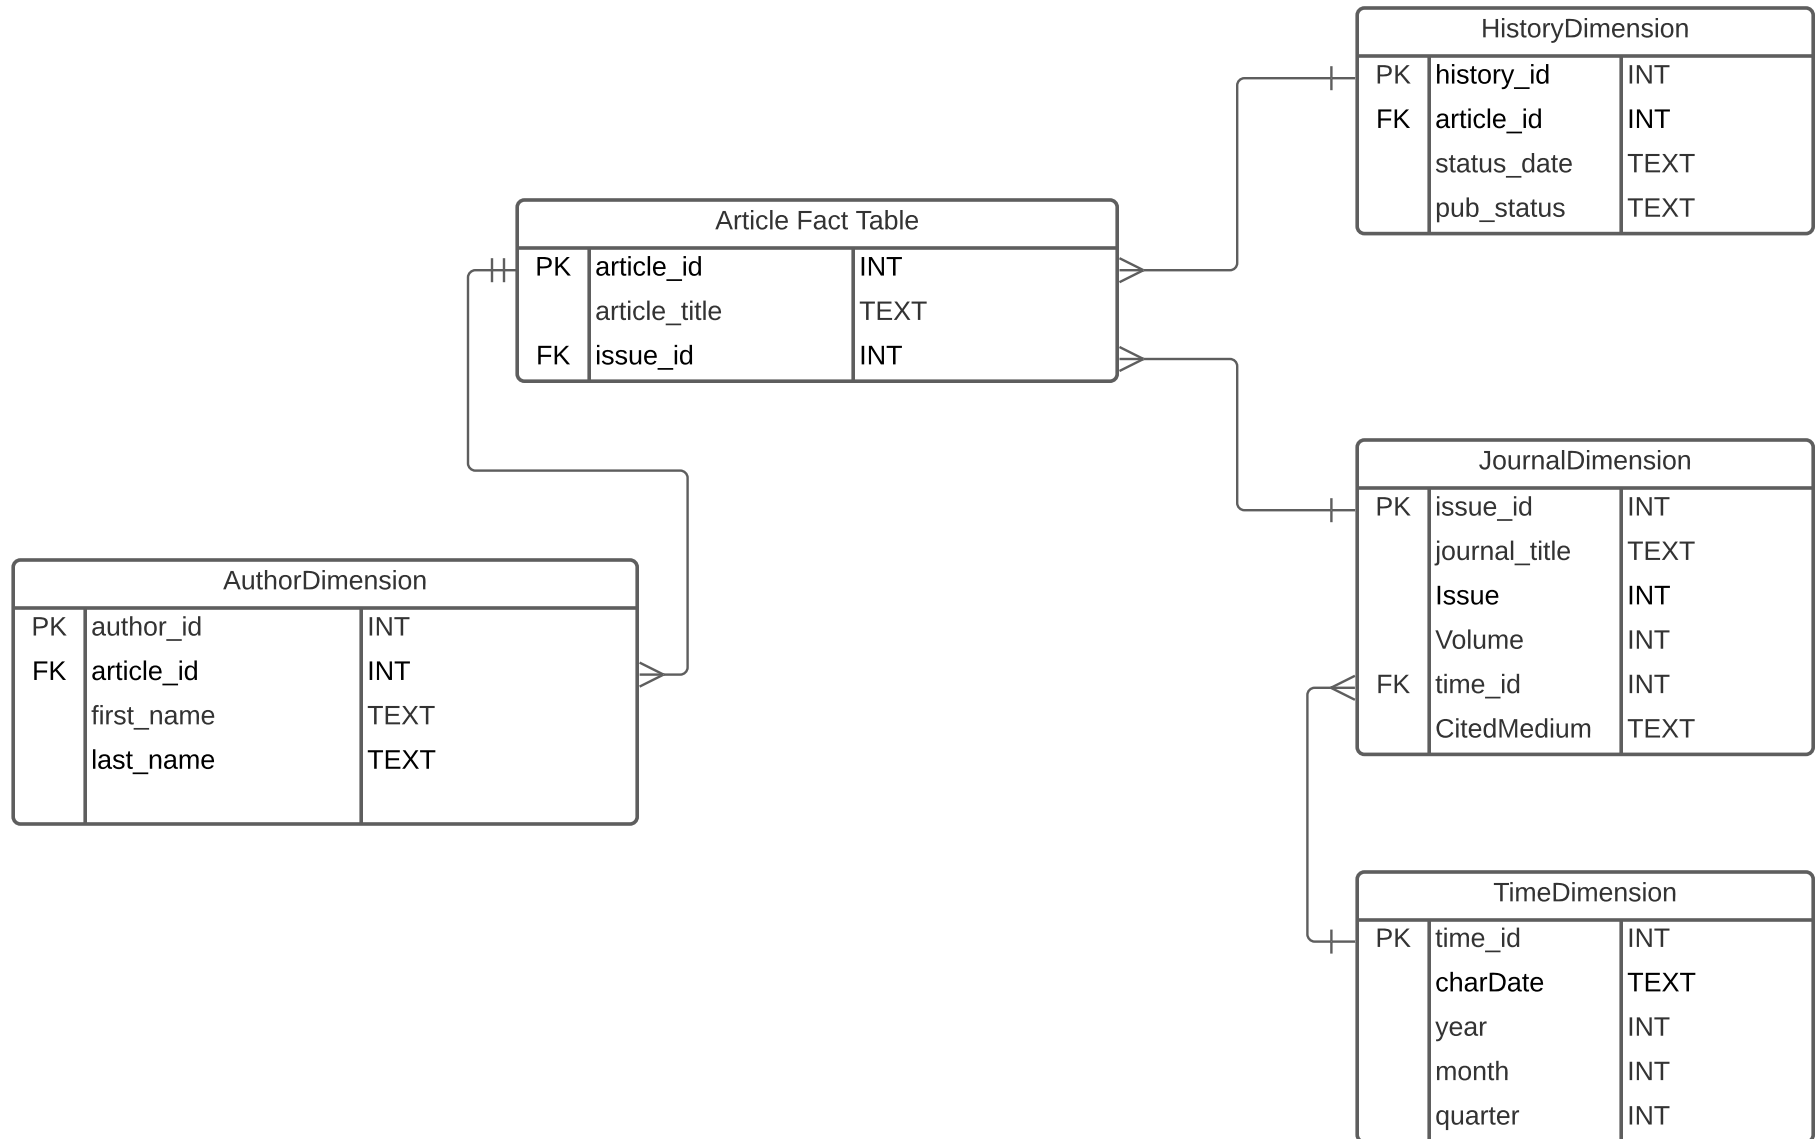 HistoryDimension
PK history_id INT
FK article_id INT
status_date TEXT
pub_status TEXT
Article Fact Table
PK article_id INT
article_title TEXT
FK issue_id INT
JournalDimension
PK issue_id INT
journal_title TEXT
Issue INT
Volume INT
FK time_id INT
CitedMedium TEXT
AuthorDimension
PK author_id INT
FK article_id INT
first_name TEXT
last_name TEXT
TimeDimension
PK time_id INT
charDate TEXT
year INT
month INT
quarter INT